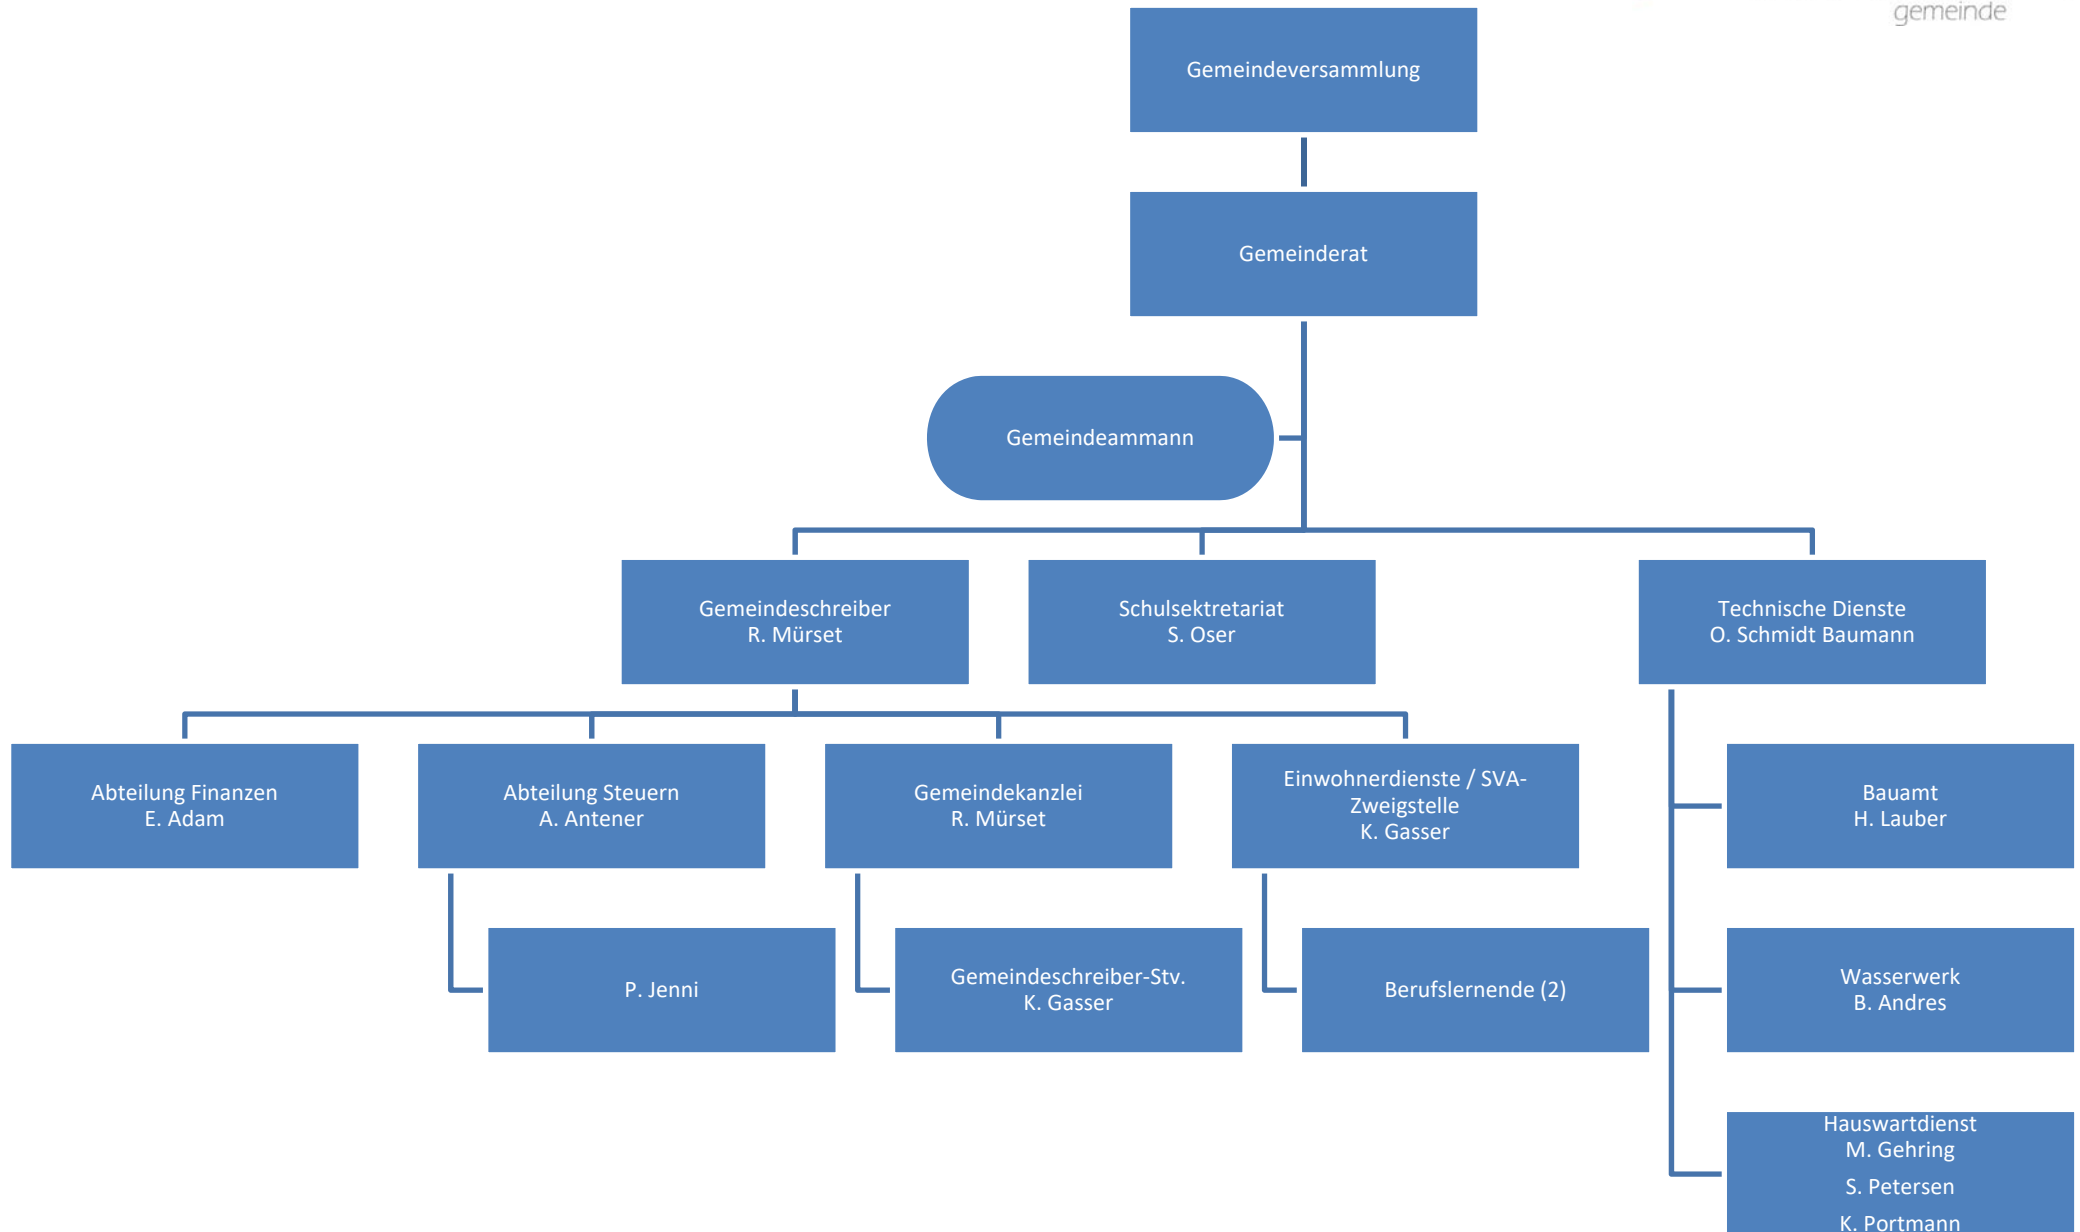 gemeinde
Gemeindeversammlung
Gemeinderat
Gemeindeammann
Gemeindeschreiber
R. Mürset
Schulsektretariat
S. Oser
Technische Dienste
O. Schmidt Baumann
Abteilung Finanzen
E. Adam
Abteilung Steuern
A. Antener
Gemeindekanzlei
R. Mürset
Einwohnerdienste / SVA-
Zweigstelle
K. Gasser
Bauamt
H. Lauber
P. Jenni
Gemeindeschreiber-Stv.
K. Gasser
Berufslernende (2)
Wasserwerk
B. Andres
Hauswartdienst
M. Gehring
S. Petersen
K. Portmann